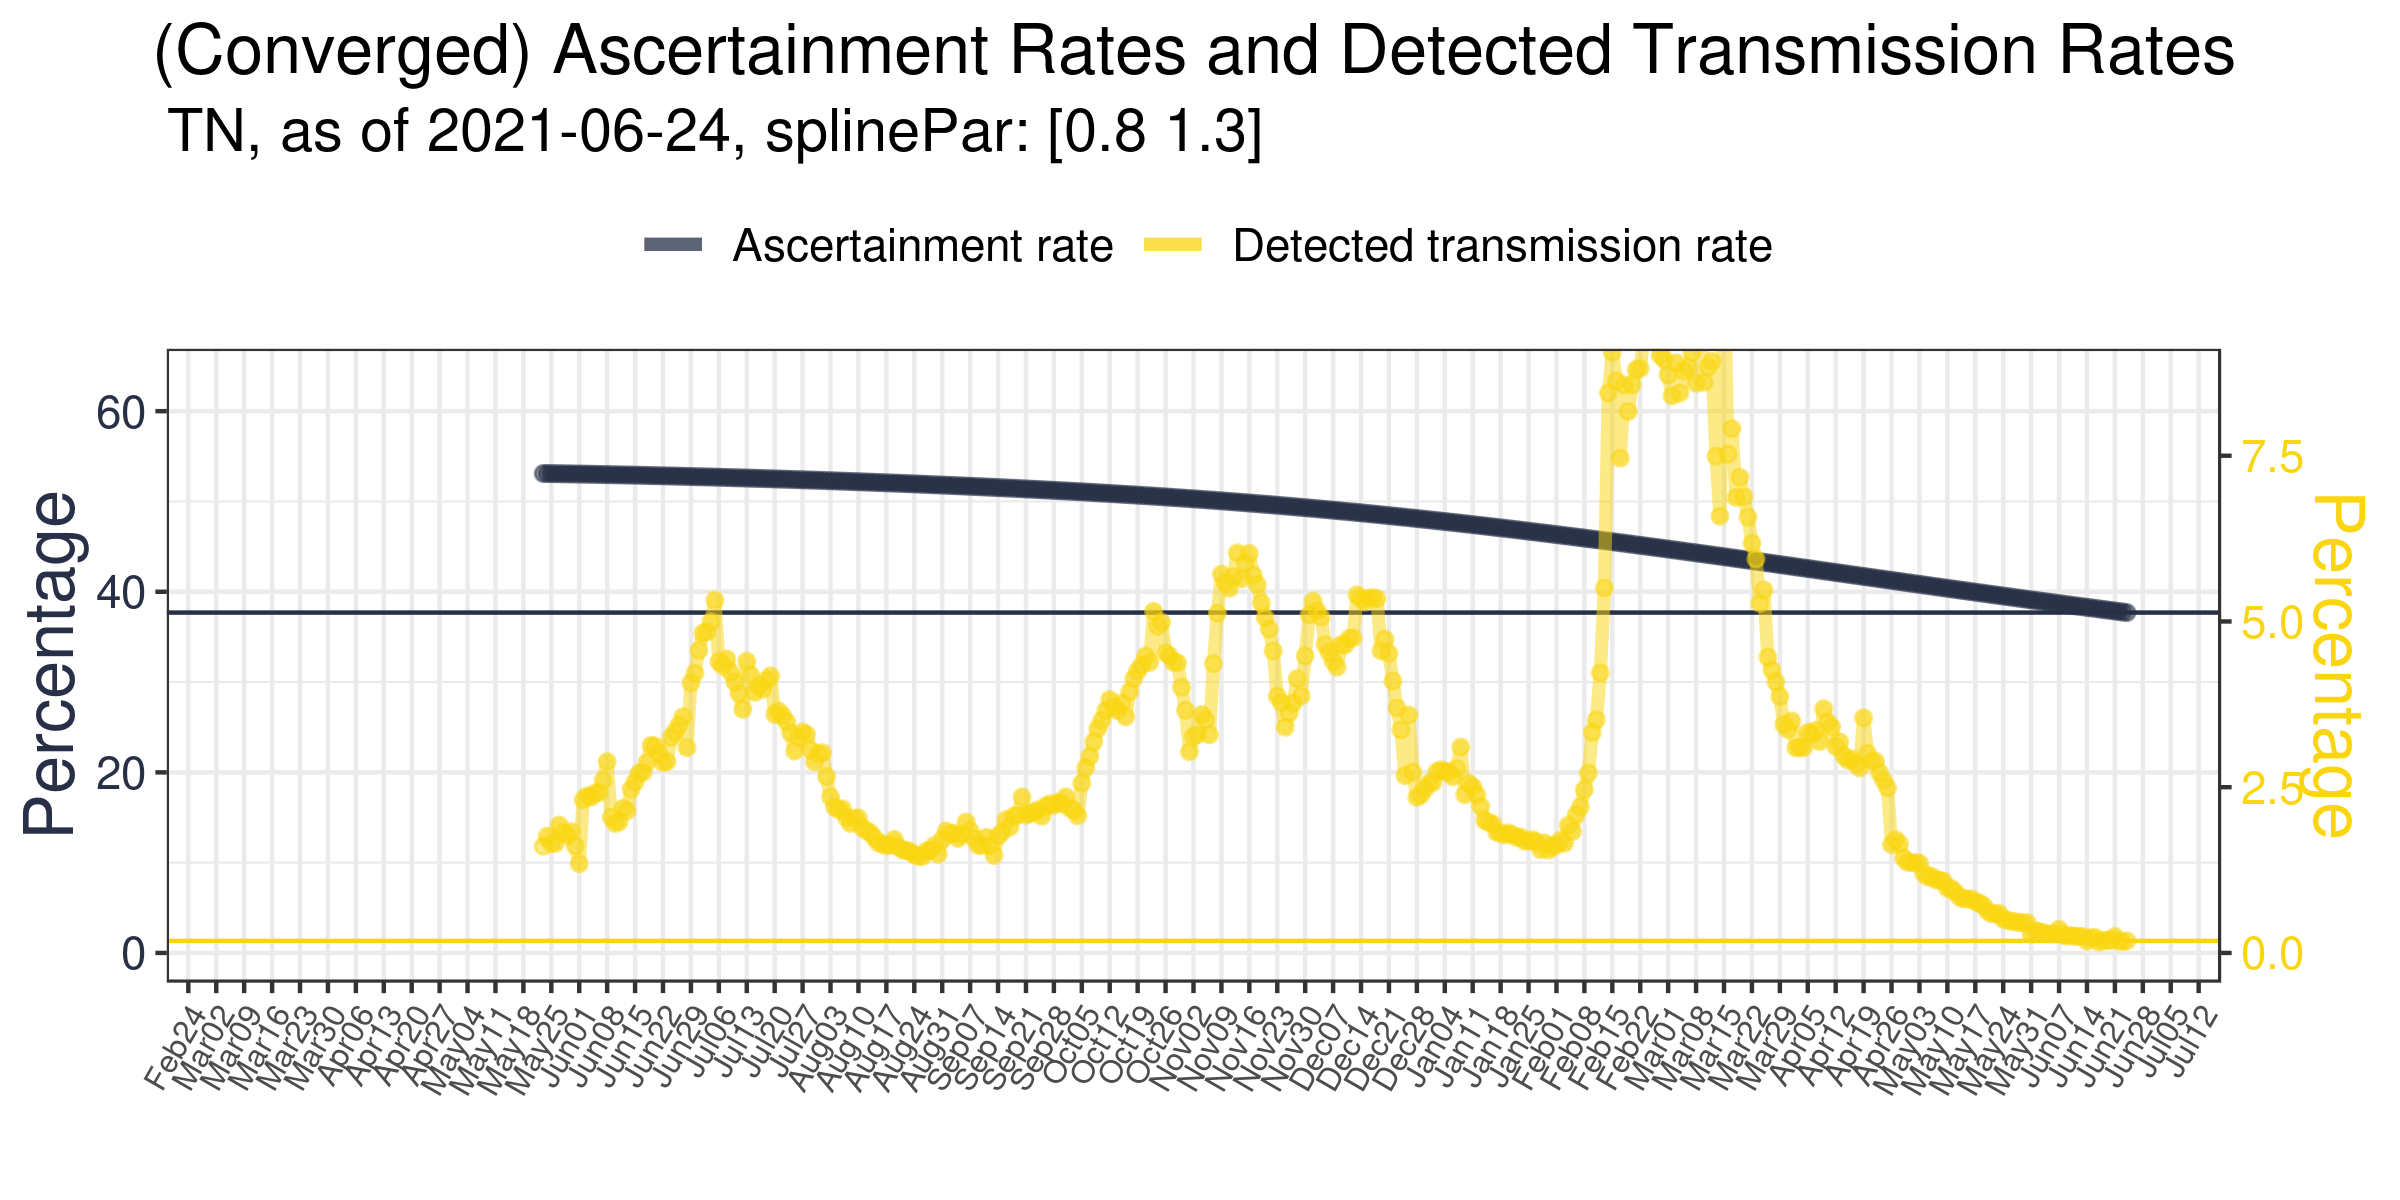 (Converged) Ascertainment Rates and Detected Transmission Rates
TN, as of 2021-06-24, splinePar: [0.8 1.3]
Ascertainment rate
Detected transmission rate
Percentage
60
40
20
0
7.5
5.0
2.5
0.0
Percentage
Feb24
Mar02
Mar09
Mar16
Mar23
Mar30
Apr06
Apr13
Apr20
Apr27
May04
May11
May18
May25
Jun01
Jun08
Jun15
Jun22
Jun29
Jul06
Jul13
Jul20
Jul27
Aug03
Aug10
Aug17
Aug24
Aug31
Sep07
Sep14
Sep21
Sep28
Oct05
Oct12
Oct19
Oct26
Nov02
Nov09
Nov16
Nov23
Nov30
Dec07
Dec14
Dec21
Dec28
Jan04
Jan11
Jan18
Jan25
Feb01
Feb08
Feb15
Feb22
Mar01
Mar08
Mar15
Mar22
Mar29
Apr05
Apr12
Apr19
Apr26
May03
May10
May17
May24
May31
Jun07
Jun14
Jun21
Jun28
Jul05
Jul12